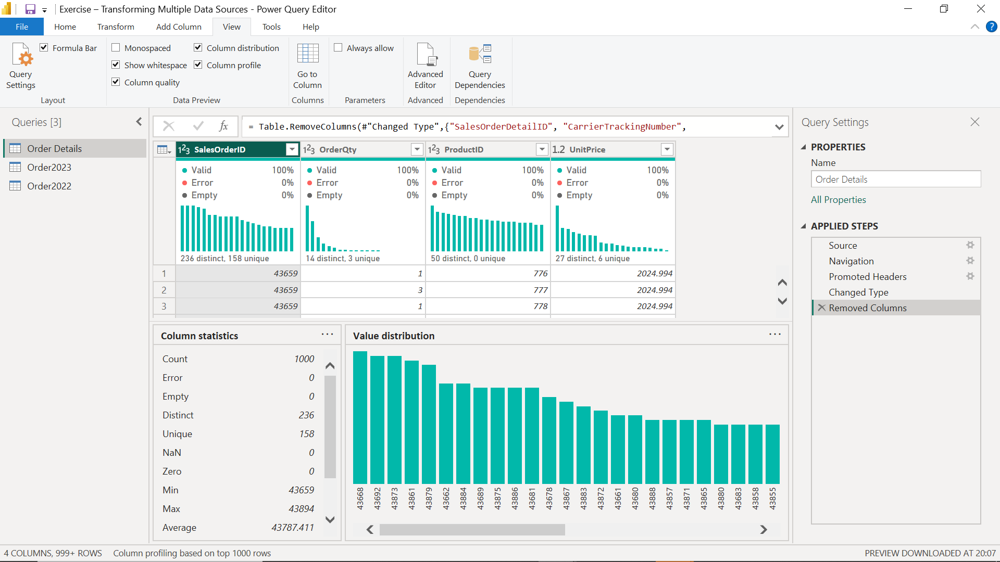 Exercise – Transforming Multiple Data Sources - Power Query Editor
File Home Transform Add Column View Tools Help
Query Settings
Formula Bar
Layout
Monospaced
Show whitespace
Column quality
Column distribution
Column profile
Data Preview
Go to Column
Columns
Always allow
Parameters
Advanced Editor
Advanced
Query Dependencies
Dependencies
Queries [3]
Order Details
Order2023
Order2022
fx
= Table.RemoveColumns(#"Changed Type",{"SalesOrderDetailID", "CarrierTrackingNumber",
1²3 SalesOrderID 1²3 OrderQty 1²3 ProductID 1.2 UnitPrice
Valid 100% Valid 100% Valid 100% Valid 100%
Error 0% Error 0% Error 0% Error 0%
Empty 0% Empty 0% Empty 0% Empty 0%
236 distinct, 158 unique 14 distinct, 3 unique 50 distinct, 0 unique 27 distinct, 6 unique
1 43659 1 776 2024.994
2 43659 3 777 2024.994
3 43659 1 778 2024.994
Column statistics
Count 1000
Error 0
Empty 0
Distinct 236
Unique 158
NaN 0
Zero 0
Min 43659
Max 43894
Average 43787.411
Value distribution
43668 43692 43873 43861 43879 43662 43884 43689 43875 43886 43681 43678 43867 43883 43872 43661 43680 43888 43857 43871 43865 43880 43683 43858 43855
Query Settings
PROPERTIES
Name
Order Details
All Properties
APPLIED STEPS
Source
Navigation
Promoted Headers
Changed Type
Removed Columns
4 COLUMNS, 999+ ROWS Column profiling based on top 1000 rows PREVIEW DOWNLOADED AT 20:07